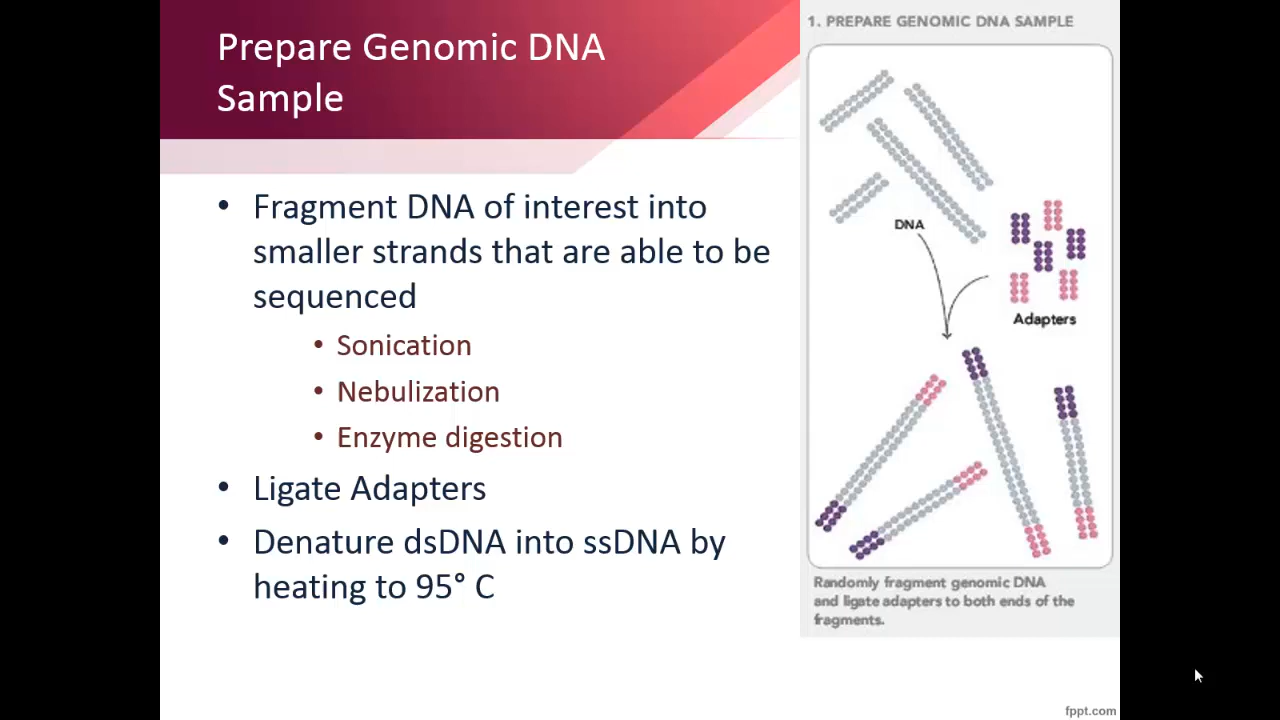 Prepare Genomic DNA
Sample
• Fragment DNA of interest into
smaller strands that are able to be
sequenced
• Sonication
• Nebulization
• Enzyme digestion
• Ligate Adapters
• Denature dsDNA into ssDNA by
heating to 95° C
1. PREPARE GENOMIC DNA SAMPLE
DNA
Adapters
Randomly fragment genomic DNA
and ligate adapters to both ends of the
fragments.
fppt.com